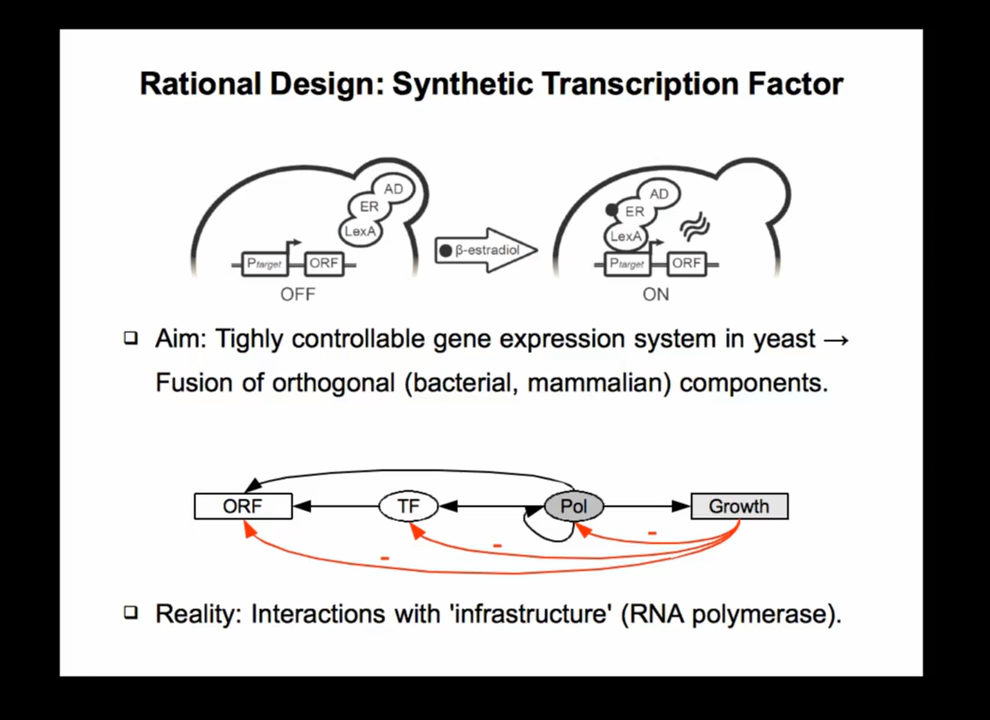 Rational Design: Synthetic Transcription Factor
AD
ER
LexA
Ptarget
ORF
OFF
β-estradiol
AD
ER
LexA
Ptarget
ORF
ON
❑ Aim: Tighly controllable gene expression system in yeast →
Fusion of orthogonal (bacterial, mammalian) components.
ORF
TF
Pol
Growth
-
-
-
❑ Reality: Interactions with 'infrastructure' (RNA polymerase).